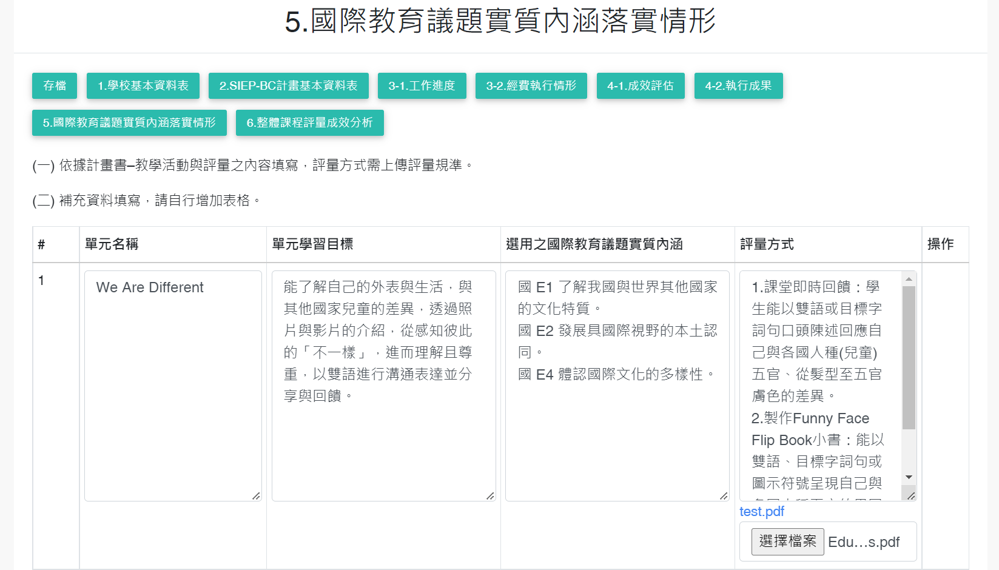 5.國際教育議題實質內涵落實情形
存檔
1.學校基本資料表
2.SIEP-BC計畫基本資料表
3-1.工作進度
3-2.經費執行情形
4-1.成效評估
4-2.執行成果
5.國際教育議題實質內涵落實情形
6.整體課程評量成效分析
(一) 依據計畫書–教學活動與評量之內容填寫，評量方式需上傳評量規準。
(二) 補充資料填寫，請自行增加表格。
#
單元名稱
單元學習目標
選用之國際教育議題實質內涵
評量方式
操作
1
We Are Different
能了解自己的外表與生活，與
其他國家兒童的差異，透過照
片與影片的介紹，從感知彼此
的「不一樣」，進而理解且尊
重，以雙語進行溝通表達並分
享與回饋。
國 E1 了解我國與世界其他國家
的文化特質。
國 E2 發展具國際視野的本土認
同。
國 E4 體認國際文化的多樣性。
1.課堂即時回饋：學
生能以雙語或目標字
詞句口頭陳述回應自
己與各國人種(兒童)
五官、從髮型至五官
膚色的差異。
2.製作Funny Face
Flip Book小書：能以
雙語、目標字詞句或
圖示符號呈現自己與
test.pdf
選擇檔案 Edu…s.pdf